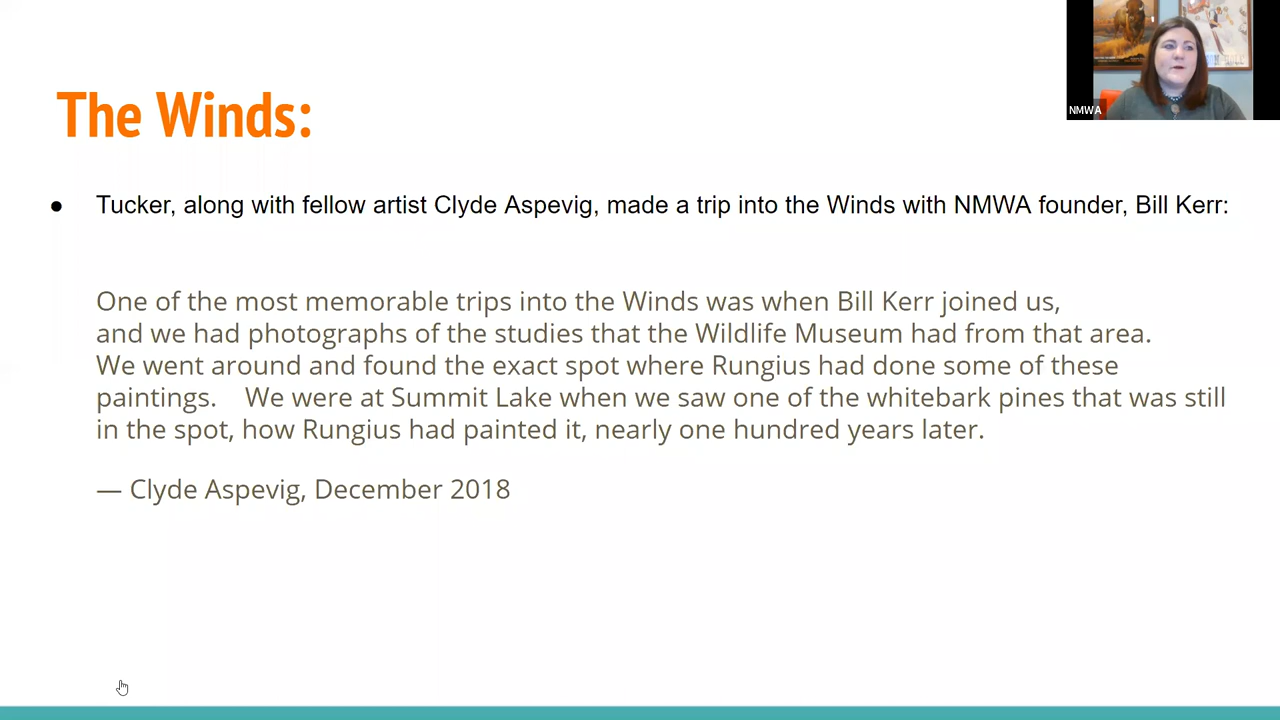 The Winds:
NMWA
● Tucker, along with fellow artist Clyde Aspevig, made a trip into the Winds with NMWA founder, Bill Kerr:
One of the most memorable trips into the Winds was when Bill Kerr joined us,
and we had photographs of the studies that the Wildlife Museum had from that area.
We went around and found the exact spot where Rungius had done some of these
paintings. We were at Summit Lake when we saw one of the whitebark pines that was still
in the spot, how Rungius had painted it, nearly one hundred years later.
— Clyde Aspevig, December 2018